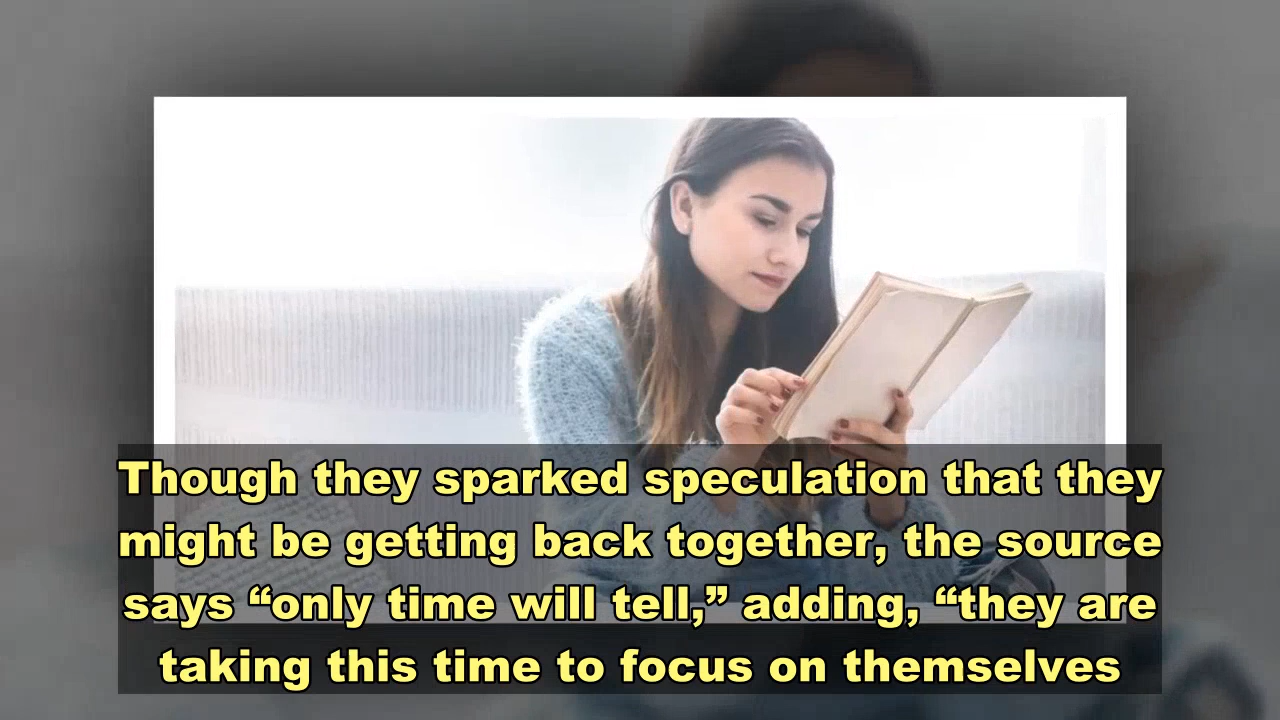 Though they sparked speculation that they
might be getting back together, the source
says “only time will tell,” adding, “they are
taking this time to focus on themselves